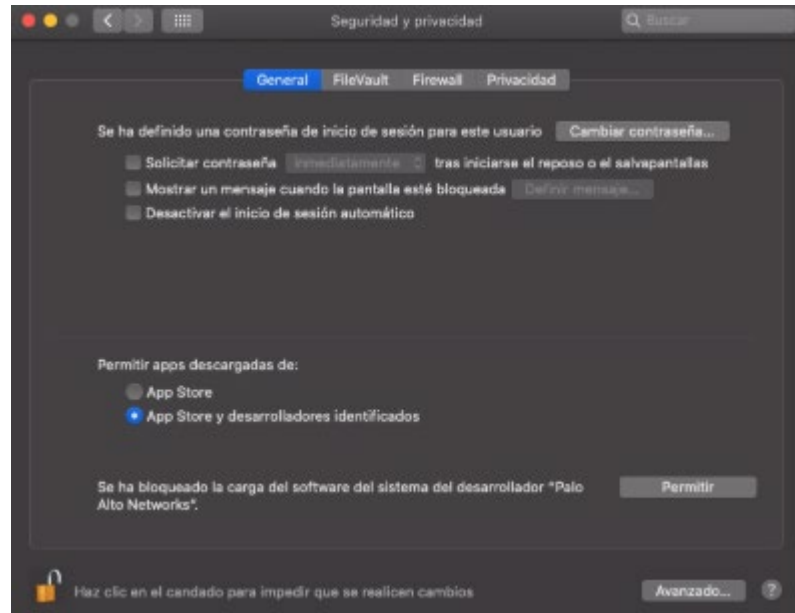 Seguridad y privacidad
Buscar
General FileVault Firewall Privacidad
Se ha definido una contraseña de inicio de sesión para este usuario Cambiar contraseña...
Solicitar contraseña inmediatamente tras iniciarse el reposo o el salvapantallas
Mostrar un mensaje cuando la pantalla esté bloqueada Definir mensaje...
Desactivar el inicio de sesión automático
Permitir apps descargadas de:
App Store
App Store y desarrolladores identificados
Se ha bloqueado la carga del software del sistema del desarrollador "Palo
Alto Networks".
Permitir
Haz clic en el candado para impedir que se realicen cambios
Avanzado... ?